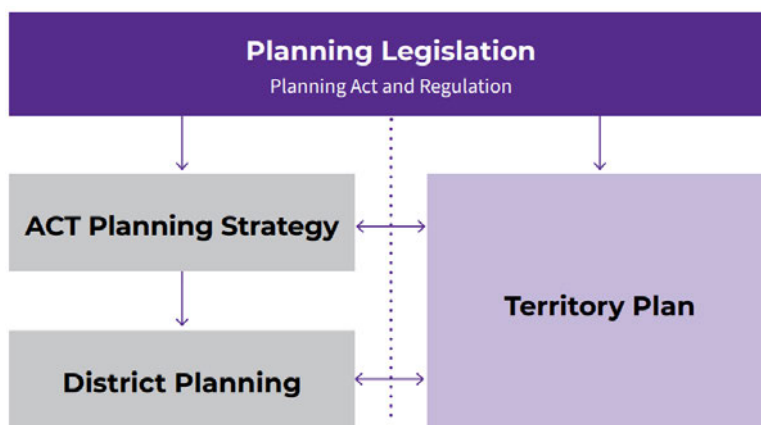 Planning Legislation
Planning Act and Regulation
ACT Planning Strategy
Territory Plan
District Planning